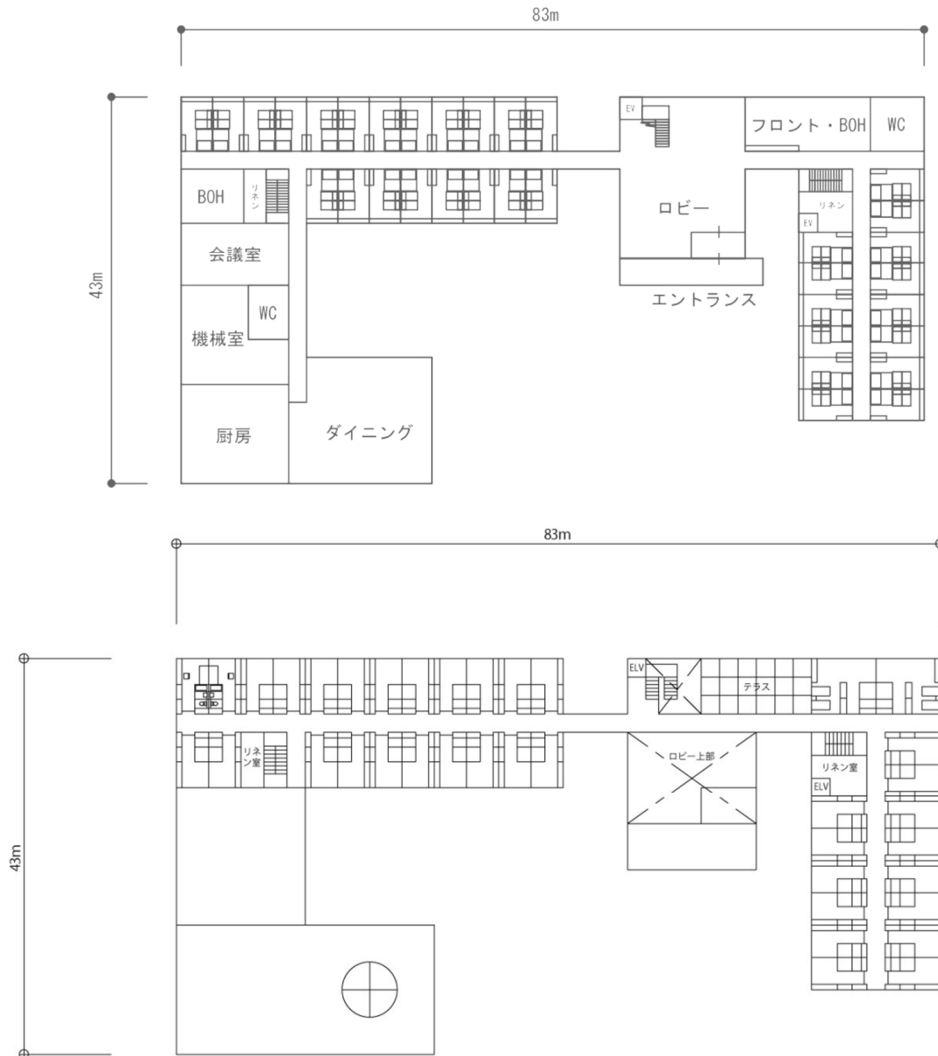 83m
43m
EV
フロント・BOH
WC
BOH
リネン
ロビー
リネン
EV
会議室
エントランス
WC
機械室
厨房
ダイニング
83m
43m
ELV
テラス
リネ
ン室
ロビー上部
リネン室
ELV